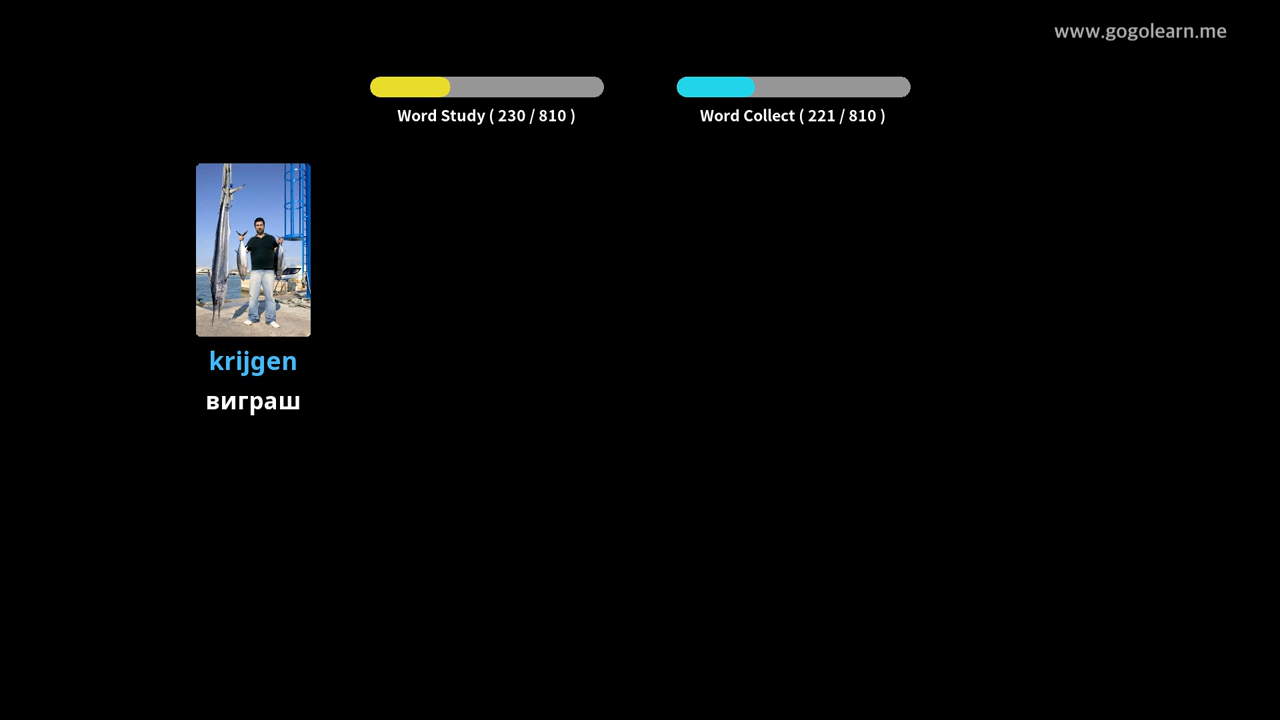 www.gogolearn.me
Word Study ( 230 / 810 )
Word Collect ( 221 / 810 )
krijgen
виграш